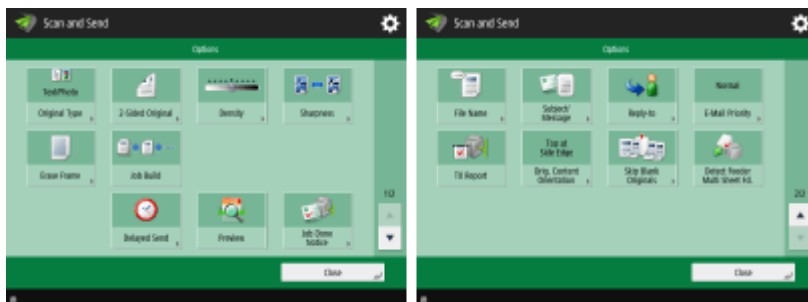 Scan and Send
Options
Text/Photo
Original Type
2-Sided Original
Density
Sharpness
Erase Frame
Job Build
Delayed Send
Preview
Job Done
Notice
1/2
Close
Scan and Send
Options
File Name
Subject/
Message
Reply-to
Normal
E-Mail Priority
TX Report
Top at
Side Edge
Orig. Content
Orientation
Skip Blank
Originals
Detect Feeder
Multi Sheet Fd.
2/2
Close